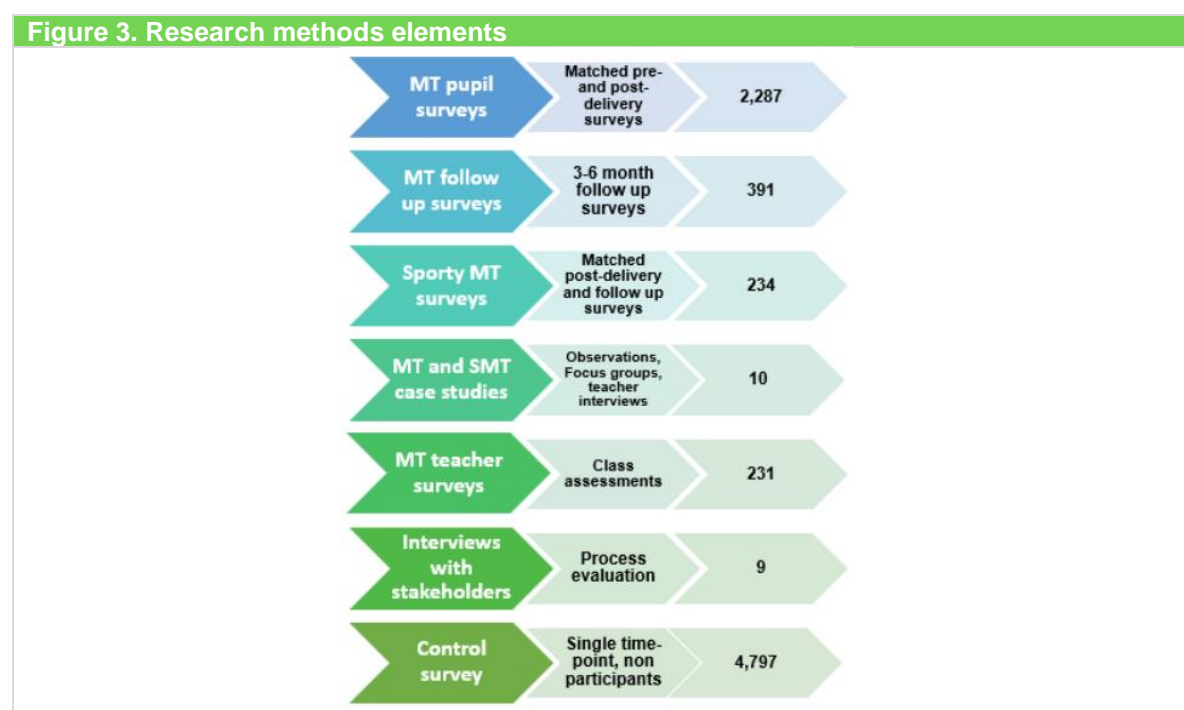 Figure 3. Research methods elements
MT pupil
surveys
Matched pre-
and post-
delivery
surveys
2,287
MT follow
up surveys
3-6 month
follow up
surveys
391
Sporty MT
surveys
Matched
post-delivery
and follow up
surveys
234
MT and SMT
case studies
Observations,
Focus groups,
teacher
interviews
10
MT teacher
surveys
Class
assessments
231
Interviews
with
stakeholders
Process
evaluation
9
Control
survey
Single time-
point, non
participants
4,797